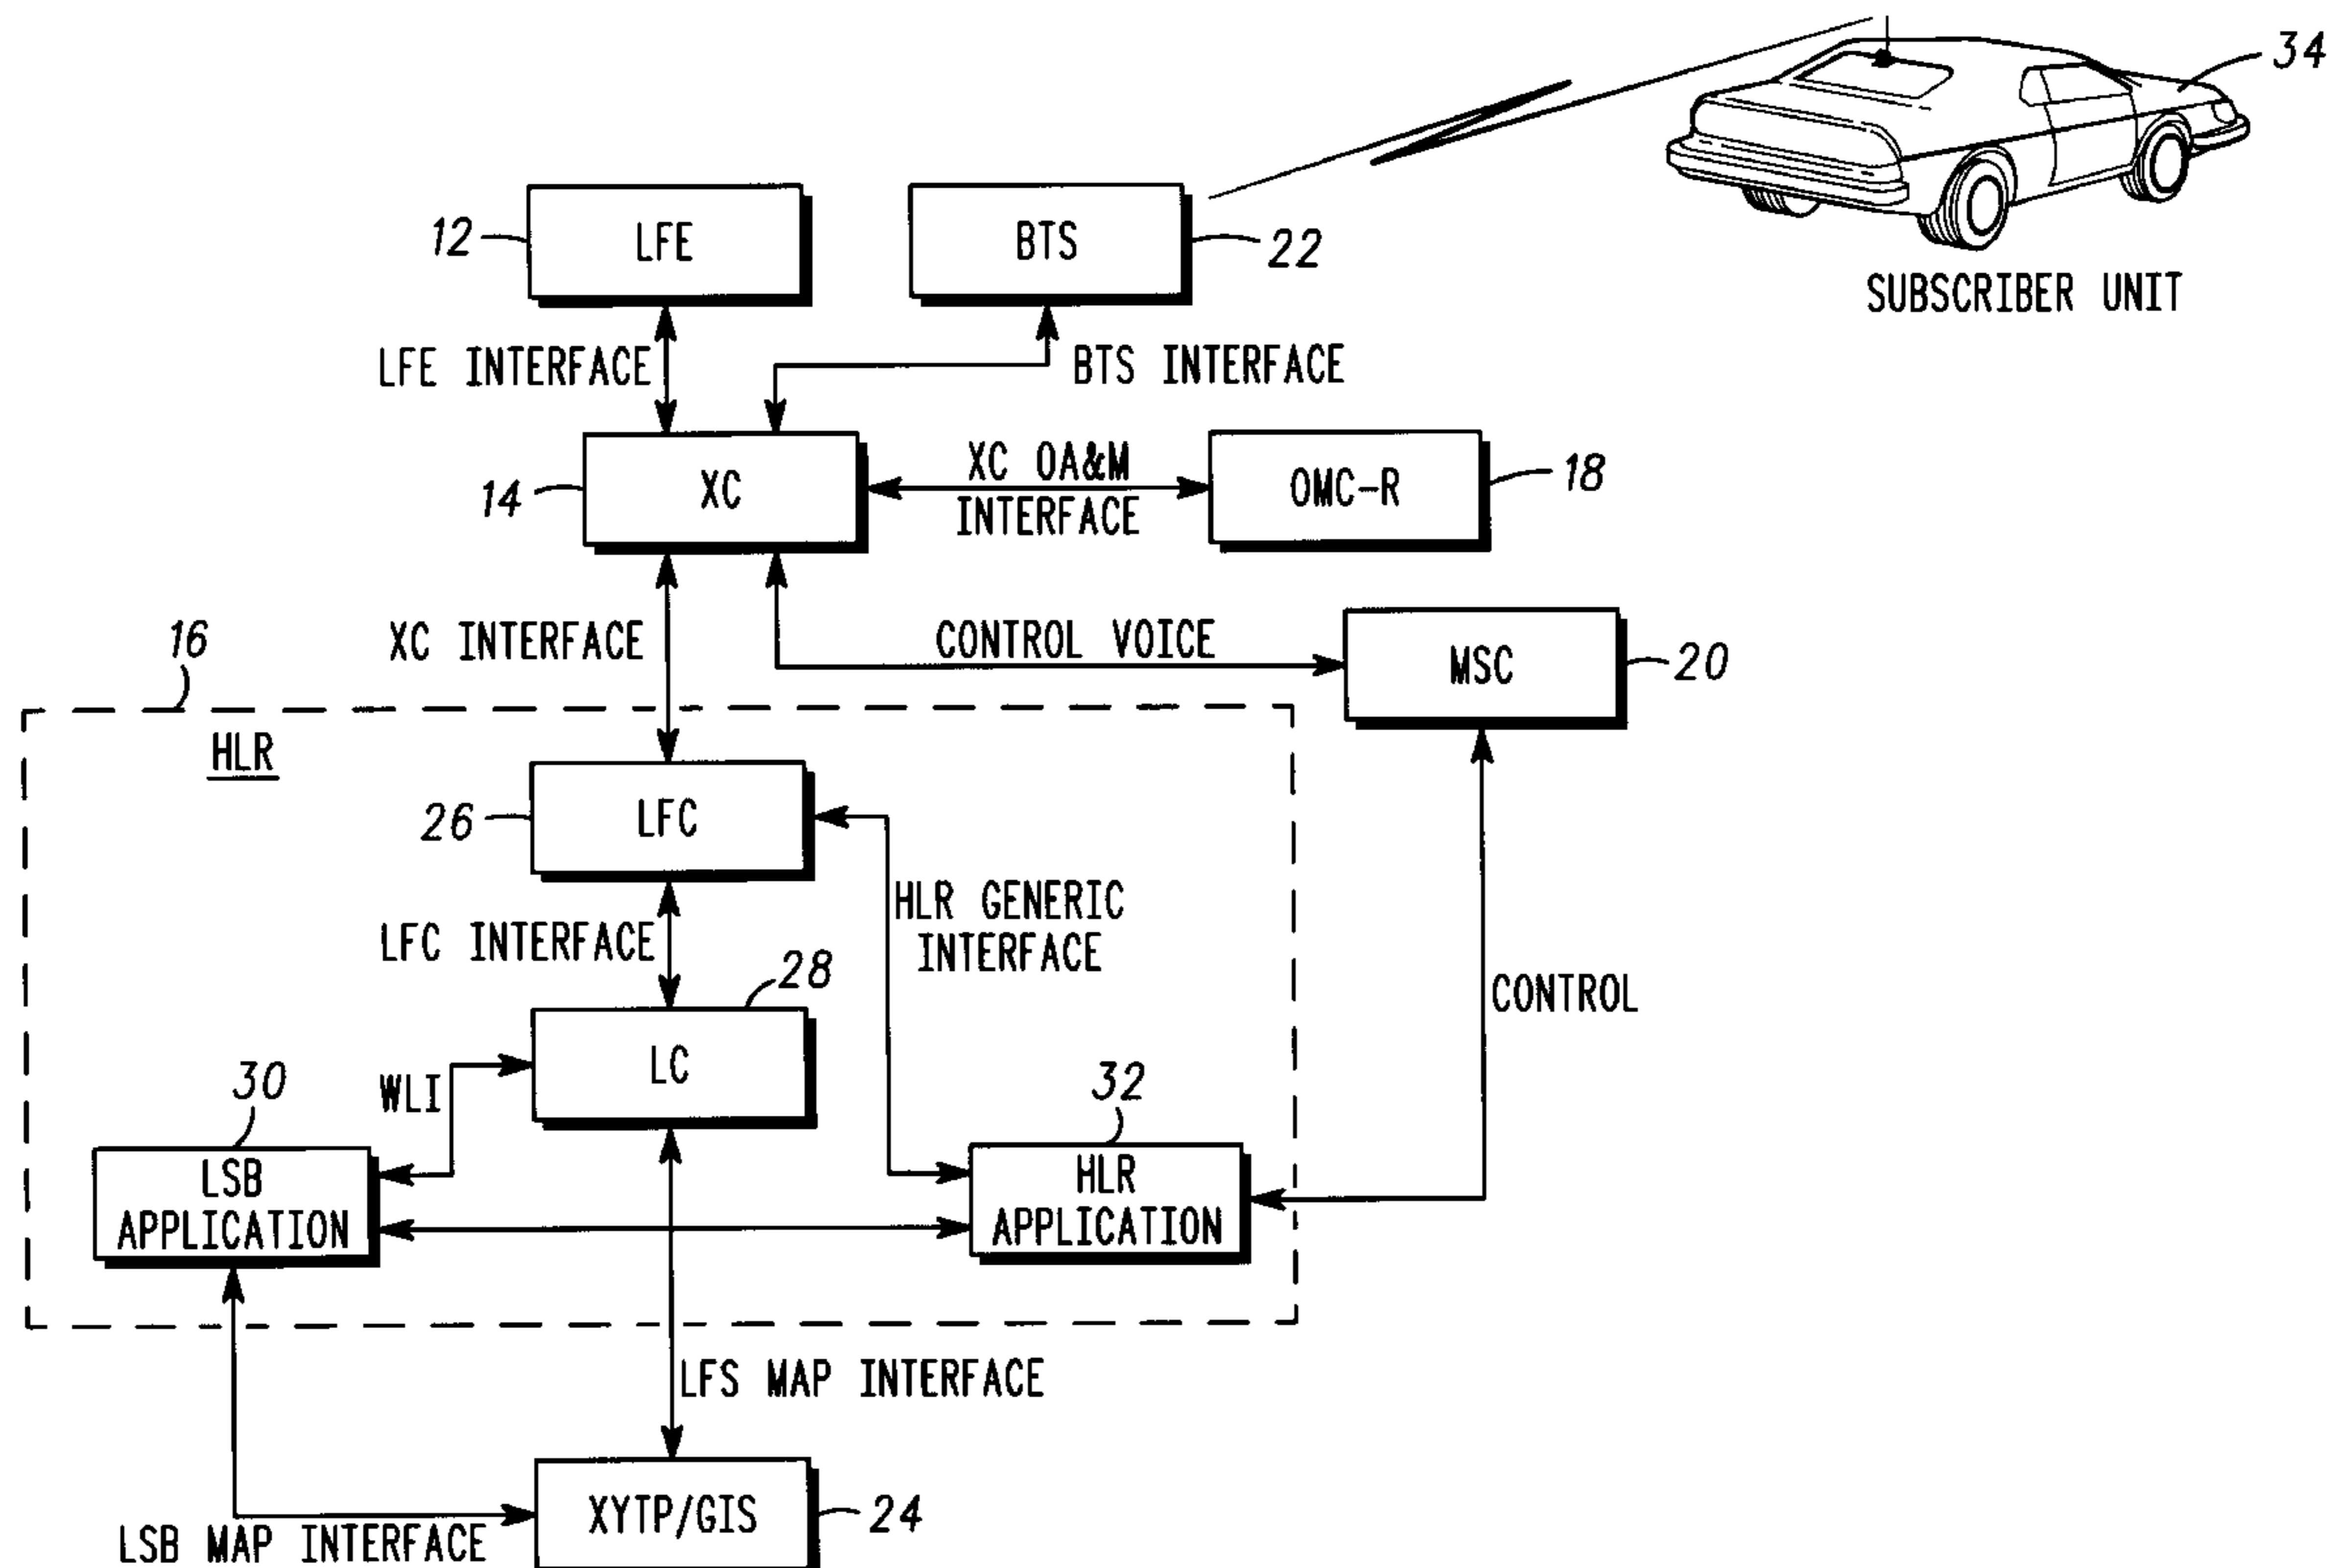 34
SUBSCRIBER UNIT
12
LFE
BTS
22
LFE INTERFACE
BTS INTERFACE
14
XC
XC OA&M
INTERFACE
OMC-R
18
16
XC INTERFACE
CONTROL VOICE
MSC
20
HLR
26
LFC
HLR GENERIC
INTERFACE
LFC INTERFACE
28
CONTROL
LC
WLI
30
32
LSB
APPLICATION
HLR
APPLICATION
LFS MAP INTERFACE
XYTP/GIS
24
LSB MAP INTERFACE